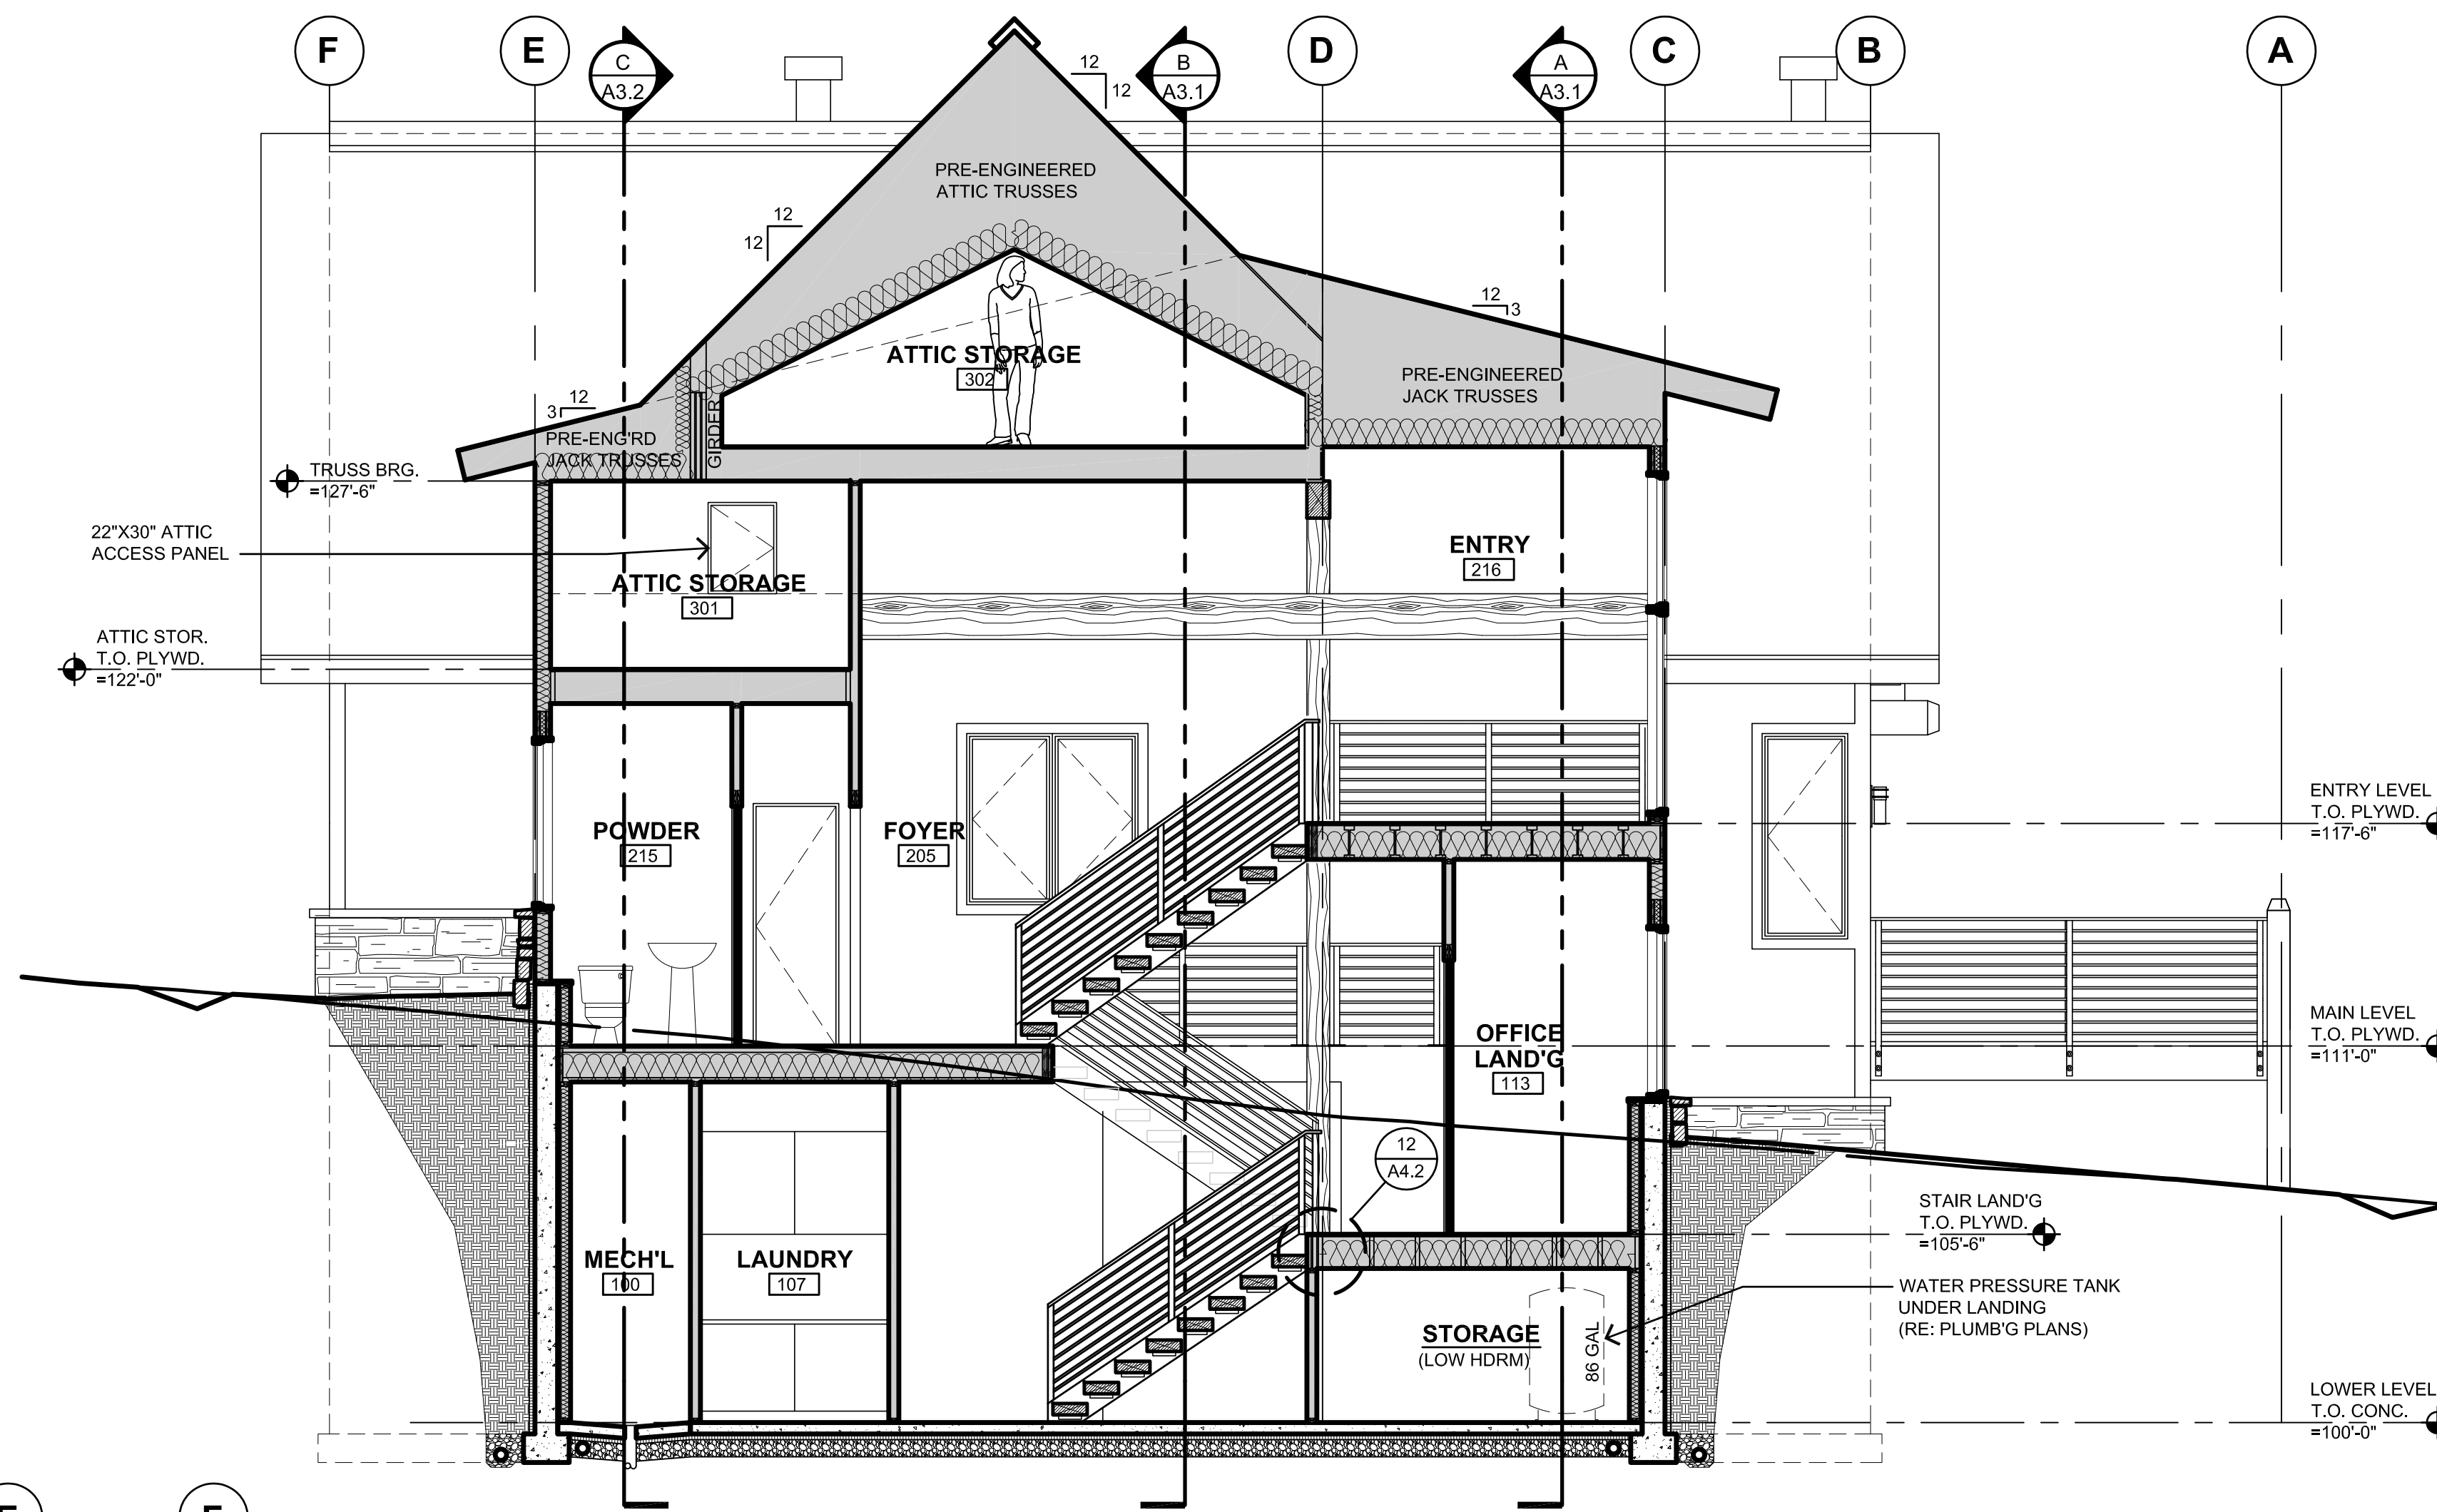 F
E
C
A3.2
B
A3.1
D
A
A3.1
C
B
A
12
12
PRE-ENGINEERED
ATTIC TRUSSES
12
12
12
3
ATTIC STORAGE
302
PRE-ENGINEERED
JACK TRUSSES
12
3
PRE-ENG'RD
JACK TRUSSES
GIRDER
TRUSS BRG.
=127'-6"
22"X30" ATTIC
ACCESS PANEL
ENTRY
216
ATTIC STORAGE
301
ATTIC STOR.
T.O. PLYWD.
=122'-0"
ENTRY LEVEL
T.O. PLYWD.
=117'-6"
POWDER
215
FOYER
205
MAIN LEVEL
T.O. PLYWD.
=111'-0"
OFFICE
LAND'G
113
12
A4.2
STAIR LAND'G
T.O. PLYWD.
=105'-6"
MECH'L
100
LAUNDRY
107
WATER PRESSURE TANK
UNDER LANDING
(RE: PLUMB'G PLANS)
STORAGE
(LOW HDRM)
86 GAL
LOWER LEVEL
T.O. CONC.
=100'-0"